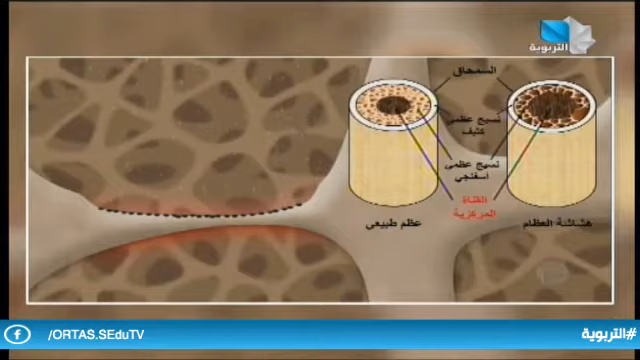 التربوية
السمحاق
نسيج عظمي
كثيف
نسيج عظمي
اسفنجي
القناة
المركزية
عظم طبيعي
هشاشة العظام
/ORTAS.SEduTV
#التربوية